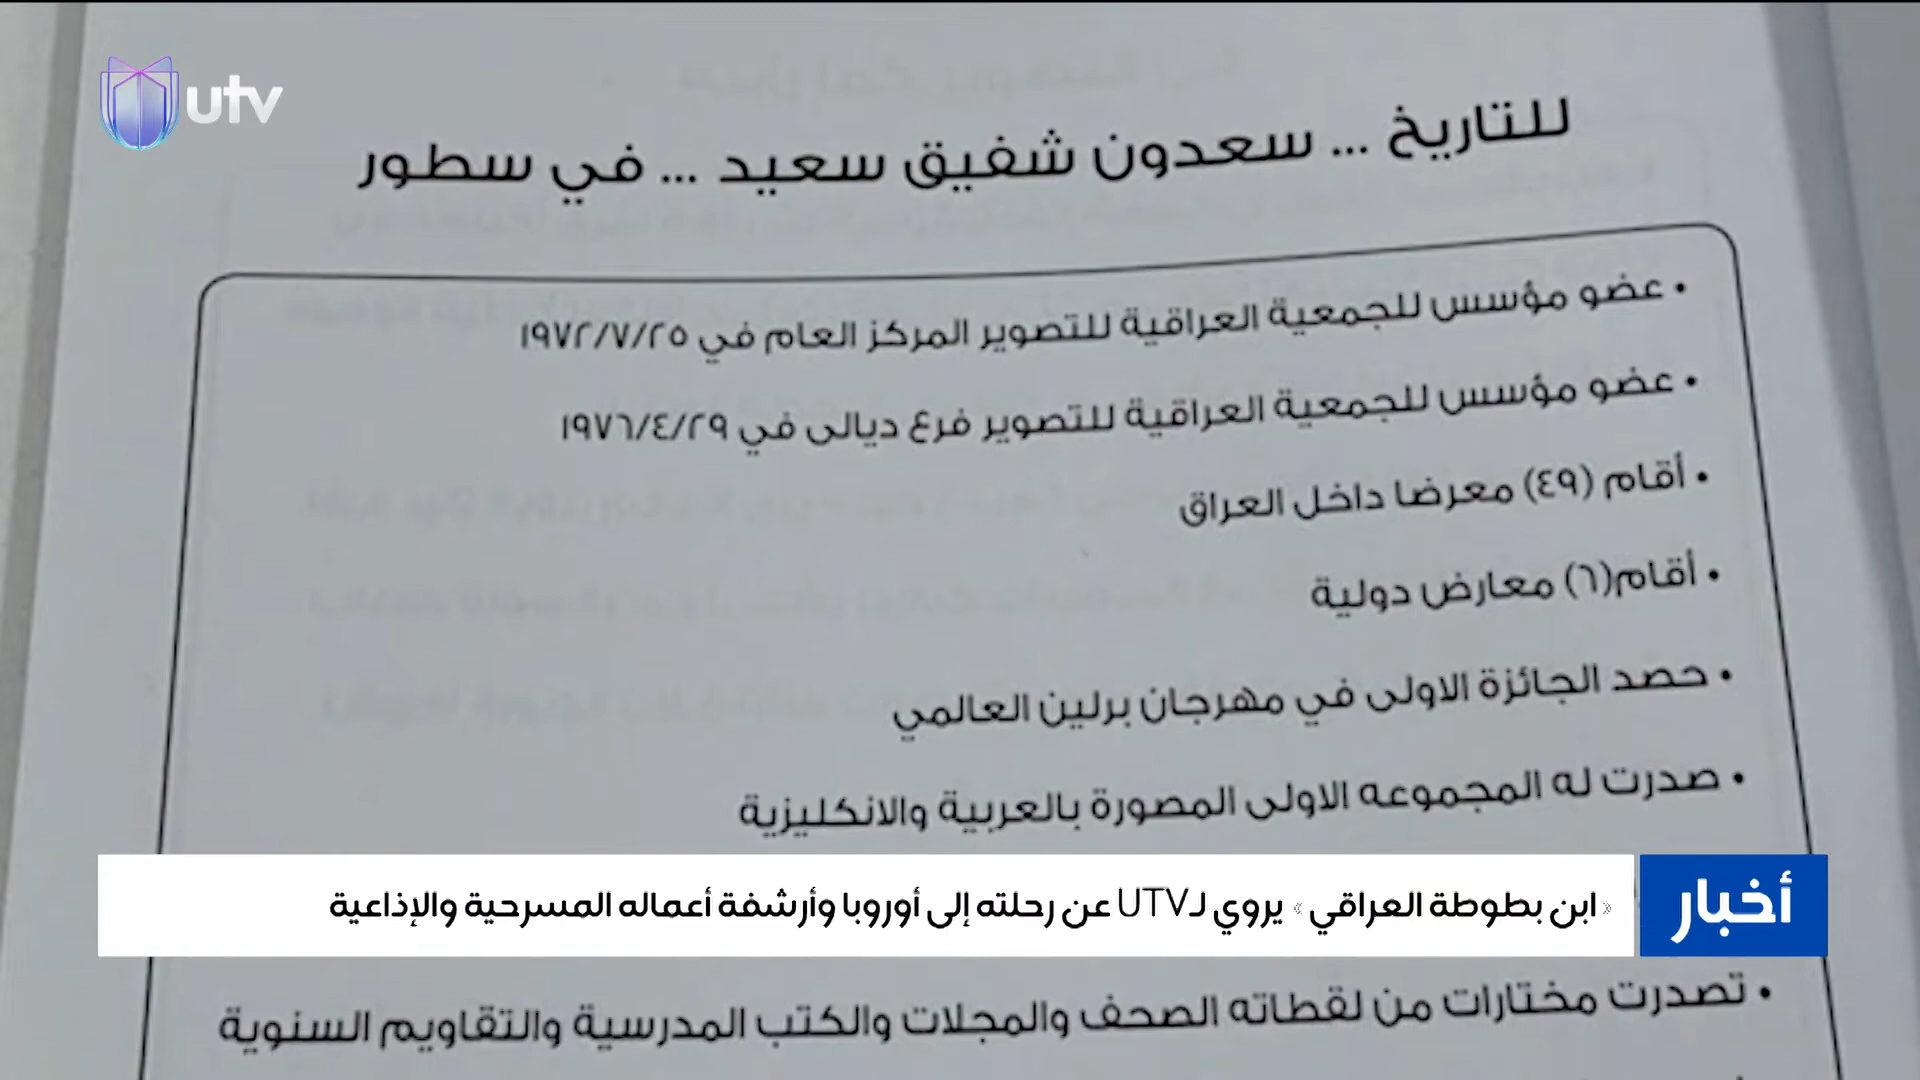 utv
للتاريخ ... سعدون شفيق سعيد ... في سطور
• عضو مؤسس للجمعية العراقية للتصوير المركز العام في ١٩٧٢/٧/٢٥
• عضو مؤسس للجمعية العراقية للتصوير فرع ديالى في ١٩٧٦/٤/٢٩
• أقام (٤٩) معرضا داخل العراق
• أقام(٦) معارض دولية
• حصد الجائزة الاولى في مهرجان برلين العالمي
• صدرت له المجموعه الاولى المصورة بالعربية والانكليزية
أخبار
«ابن بطوطة العراقي» يروي لـUTV عن رحلته إلى أوروبا وأرشفة أعماله المسرحية والإذاعية
• تصدرت مختارات من لقطاته الصحف والمجلات والكتب المدرسية والتقاويم السنوية